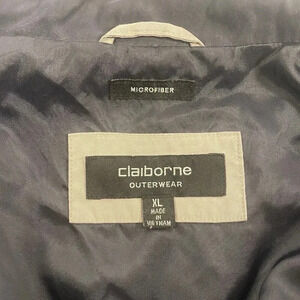 MICROFIBER
claiborne
OUTERWEAR
XL
MADE
IN
VIETNAM